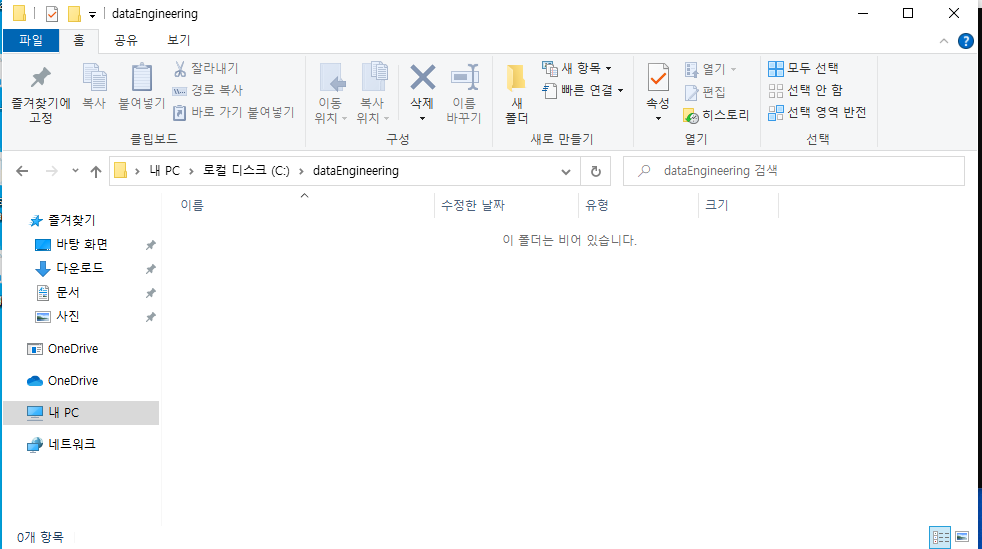 dataEngineering
파일 홈 공유 보기
즐겨찾기에 고정
복사
붙여넣기
잘라내기
경로 복사
바로 가기 붙여넣기
클립보드
이동 위치
복사 위치
삭제
이름 바꾸기
구성
새 폴더
새 항목
빠른 연결
새로 만들기
속성
열기
편집
히스토리
열기
모두 선택
선택 안 함
선택 영역 반전
선택
내 PC > 로컬 디스크 (C:) > dataEngineering
dataEngineering 검색
이름 수정한 날짜 유형 크기
이 폴더는 비어 있습니다.
즐겨찾기
바탕 화면
다운로드
문서
사진
OneDrive
OneDrive
내 PC
네트워크
0개 항목